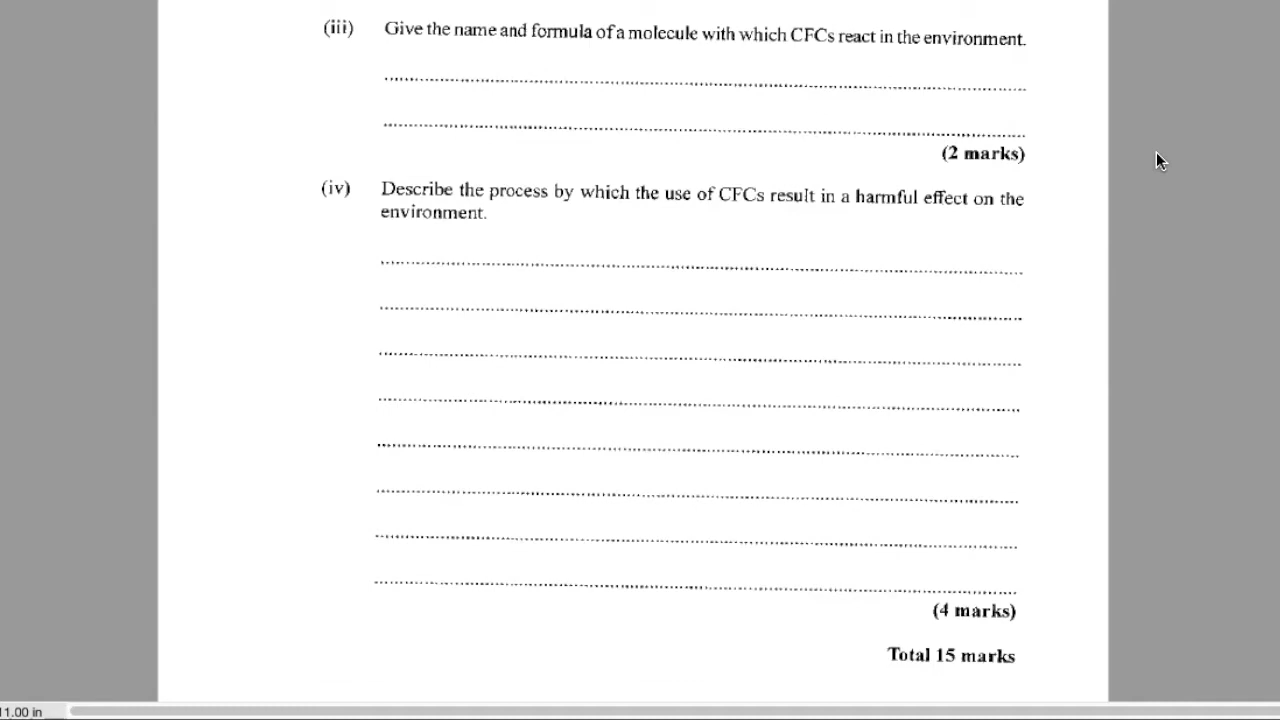 (iii) Give the name and formula of a molecule with which CFCs react in the environment.
(2 marks)
(iv) Describe the process by which the use of CFCs result in a harmful effect on the
environment.
(4 marks)
Total 15 marks
11.00 in